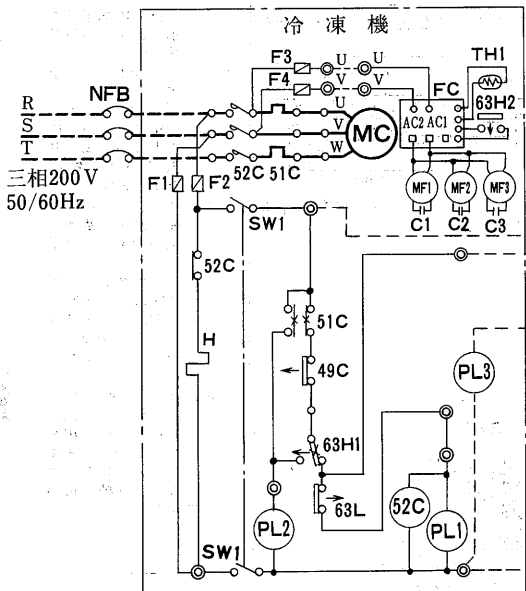 冷凍機
F3 U U
F4 V V
TH1
FC
63H2
NFB
R
S
T
U
V
W
MC
AC2 AC1
52C 51C
三相200V
50/60Hz
F1 F2
MF1 MF2 MF3
C1 C2 C3
SW1
52C
51C
H
49C
PL3
63H1
63L
52C
PL2
PL1
SW1